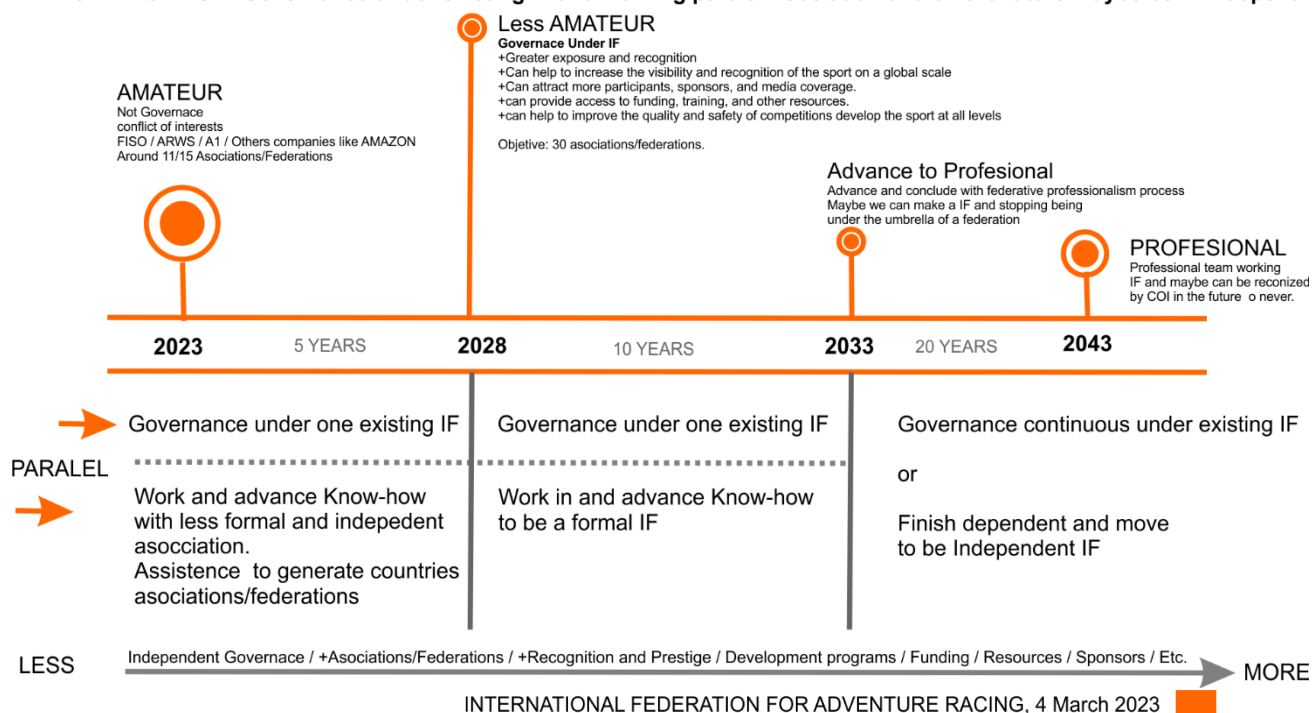 Less AMATEUR
Governace Under IF
+Greater exposure and recognition
+Can help to increase the visibility and recognition of the sport on a global scale
+Can attract more participants, sponsors, and media coverage.
+can provide access to funding, training, and other resources.
+can help to improve the quality and safety of competitions develop the sport at all levels
Objetive: 30 asociations/federations.
AMATEUR
Not Governace
conflict of interests
FISO / ARWS / A1 / Others companies like AMAZON
Around 11/15 Asociations/Federations
Advance to Profesional
Advance and conclude with federative professionalism process
Maybe we can make a IF and stopping being
under the umbrella of a federation
PROFESIONAL
Professional team working
IF and maybe can be reconized
by COI in the future o never.
2023 5 YEARS 2028 10 YEARS 2033 20 YEARS 2043
PARALEL
Governance under one existing IF
Work and advance Know-how
with less formal and indepedent
asocciation.
Assistence to generate countries
asociations/federations
Governance under one existing IF
Work in and advance Know-how
to be a formal IF
Governance continuous under existing IF
or
Finish dependent and move
to be Independent IF
LESS Independent Governace / +Asociations/Federations / +Recognition and Prestige / Development programs / Funding / Resources / Sponsors / Etc. MORE
INTERNATIONAL FEDERATION FOR ADVENTURE RACING, 4 March 2023